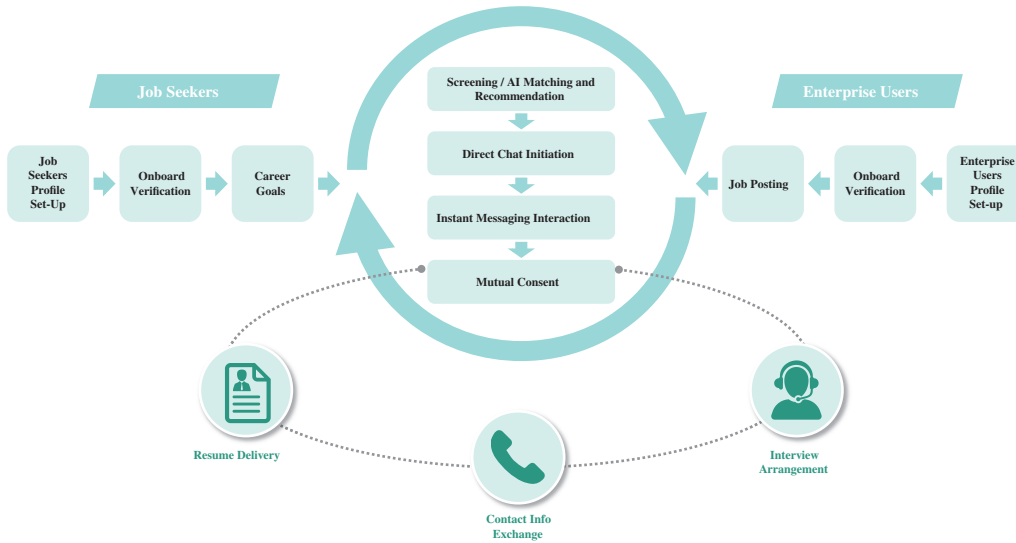 Job Seekers
Enterprise Users
Screening / AI Matching and
Recommendation
Direct Chat Initiation
Instant Messaging Interaction
Mutual Consent
Job
Seekers
Profile
Set-Up
Onboard
Verification
Career
Goals
Job Posting
Onboard
Verification
Enterprise
Users
Profile
Set-up
Resume Delivery
Contact Info
Exchange
Interview
Arrangement